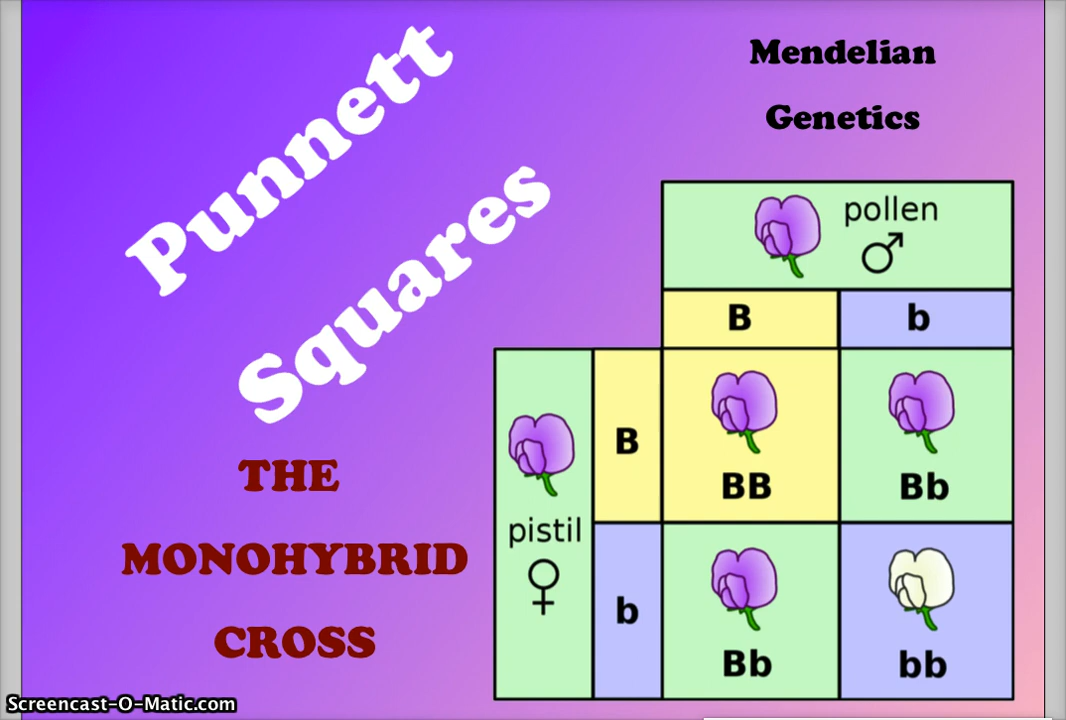 Punnett
Squares
THE
MONOHYBRID
CROSS
Mendelian
Genetics
pollen
♂
B b
B
BB Bb
pistil
♀
b
Bb bb
Screencast-O-Matic.com